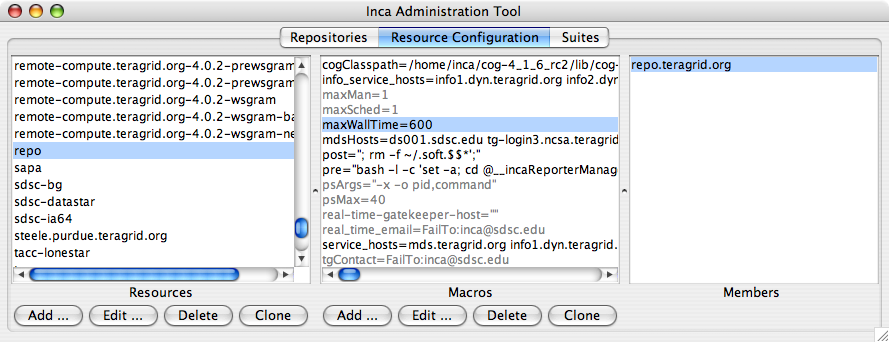 Inca Administration Tool
Repositories
Resource Configuration
Suites
remote-compute.teragrid.org-4.0.2-prewsgram
remote-compute.teragrid.org-4.0.2-prewsgram
remote-compute.teragrid.org-4.0.2-wsgram
remote-compute.teragrid.org-4.0.2-wsgram-ba
remote-compute.teragrid.org-4.0.2-wsgram-ne
repo
sapa
sdsc-bg
sdsc-datastar
sdsc-ia64
steele.purdue.teragrid.org
tacc-lonestar
Resources
Add ...
Edit ...
Delete
Clone
cogClasspath=/home/inca/cog-4_1_6_rc2/lib/cog-
info_service_hosts=info1.dyn.teragrid.org info2.dyn
maxMan=1
maxSched=1
maxWallTime=600
mdsHosts=ds001.sdsc.edu tg-login3.ncsa.teragrid
post="; rm -f ~/.soft.$$*';"
pre="bash -l -c 'set -a; cd @__incaReporterManag
psArgs="-x -o pid,command"
psMax=40
real-time-gatekeeper-host=""
real_time_email=FailTo:inca@sdsc.edu
service_hosts=mds.teragrid.org info1.dyn.teragrid.
tgContact=FailTo:inca@sdsc.edu
Macros
Add ...
Edit ...
Delete
Clone
repo.teragrid.org
Members